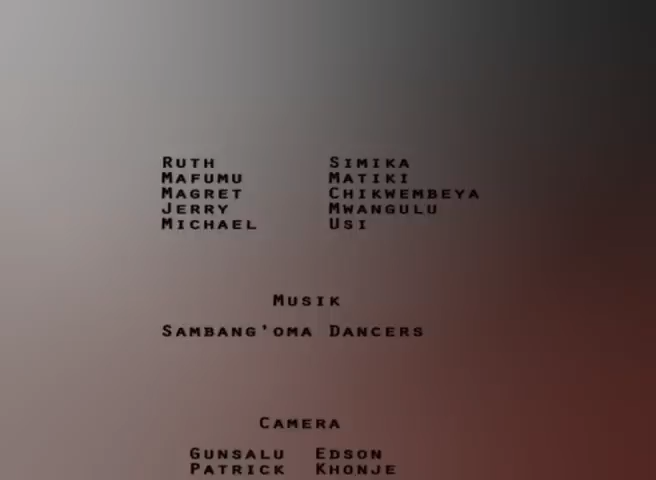 Ruth Simika
Mafumu Matiki
Magret Chikwembeya
Jerry Mwangulu
Michael Usi
Musik
Sambang'oma Dancers
Camera
Gunsalu Edson
Patrick Khonje